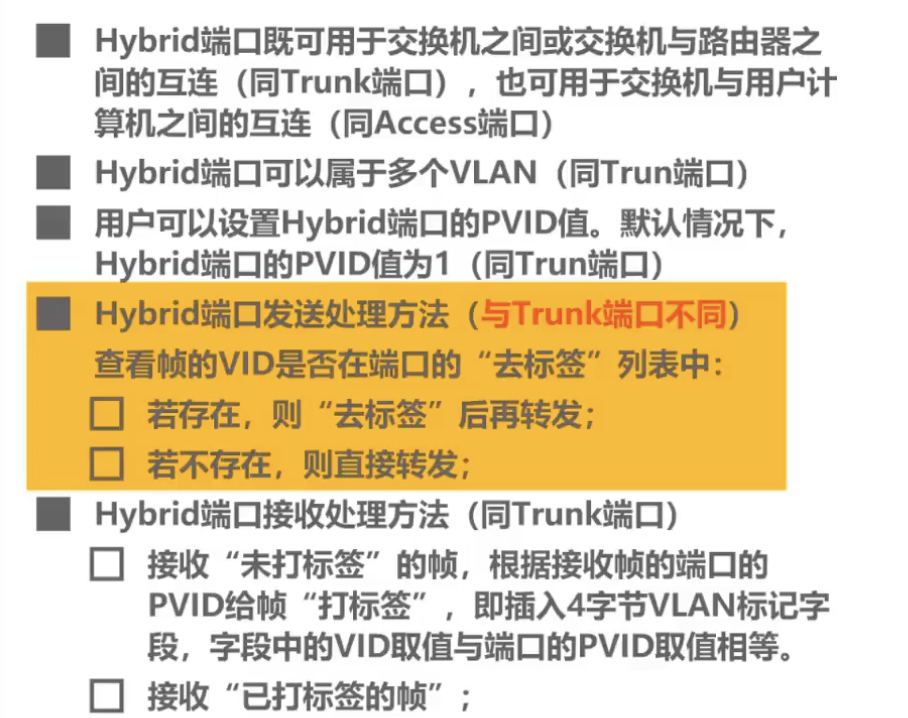 Hybrid端口既可用于交换机之间或交换机与路由器之
间的互连（同Trunk端口），也可用于交换机与用户计
算机之间的互连（同Access端口）
Hybrid端口可以属于多个VLAN（同Trun端口）
用户可以设置Hybrid端口的PVID值。默认情况下，
Hybrid端口的PVID值为1（同Trun端口）
Hybrid端口发送处理方法（与Trunk端口不同）
查看帧的VID是否在端口的“去标签”列表中：
若存在，则“去标签”后再转发；
若不存在，则直接转发；
Hybrid端口接收处理方法（同Trunk端口）
接收“未打标签”的帧，根据接收帧的端口的
PVID给帧“打标签”，即插入4字节VLAN标记字
段，字段中的VID取值与端口的PVID取值相等。
接收“已打标签的帧”；